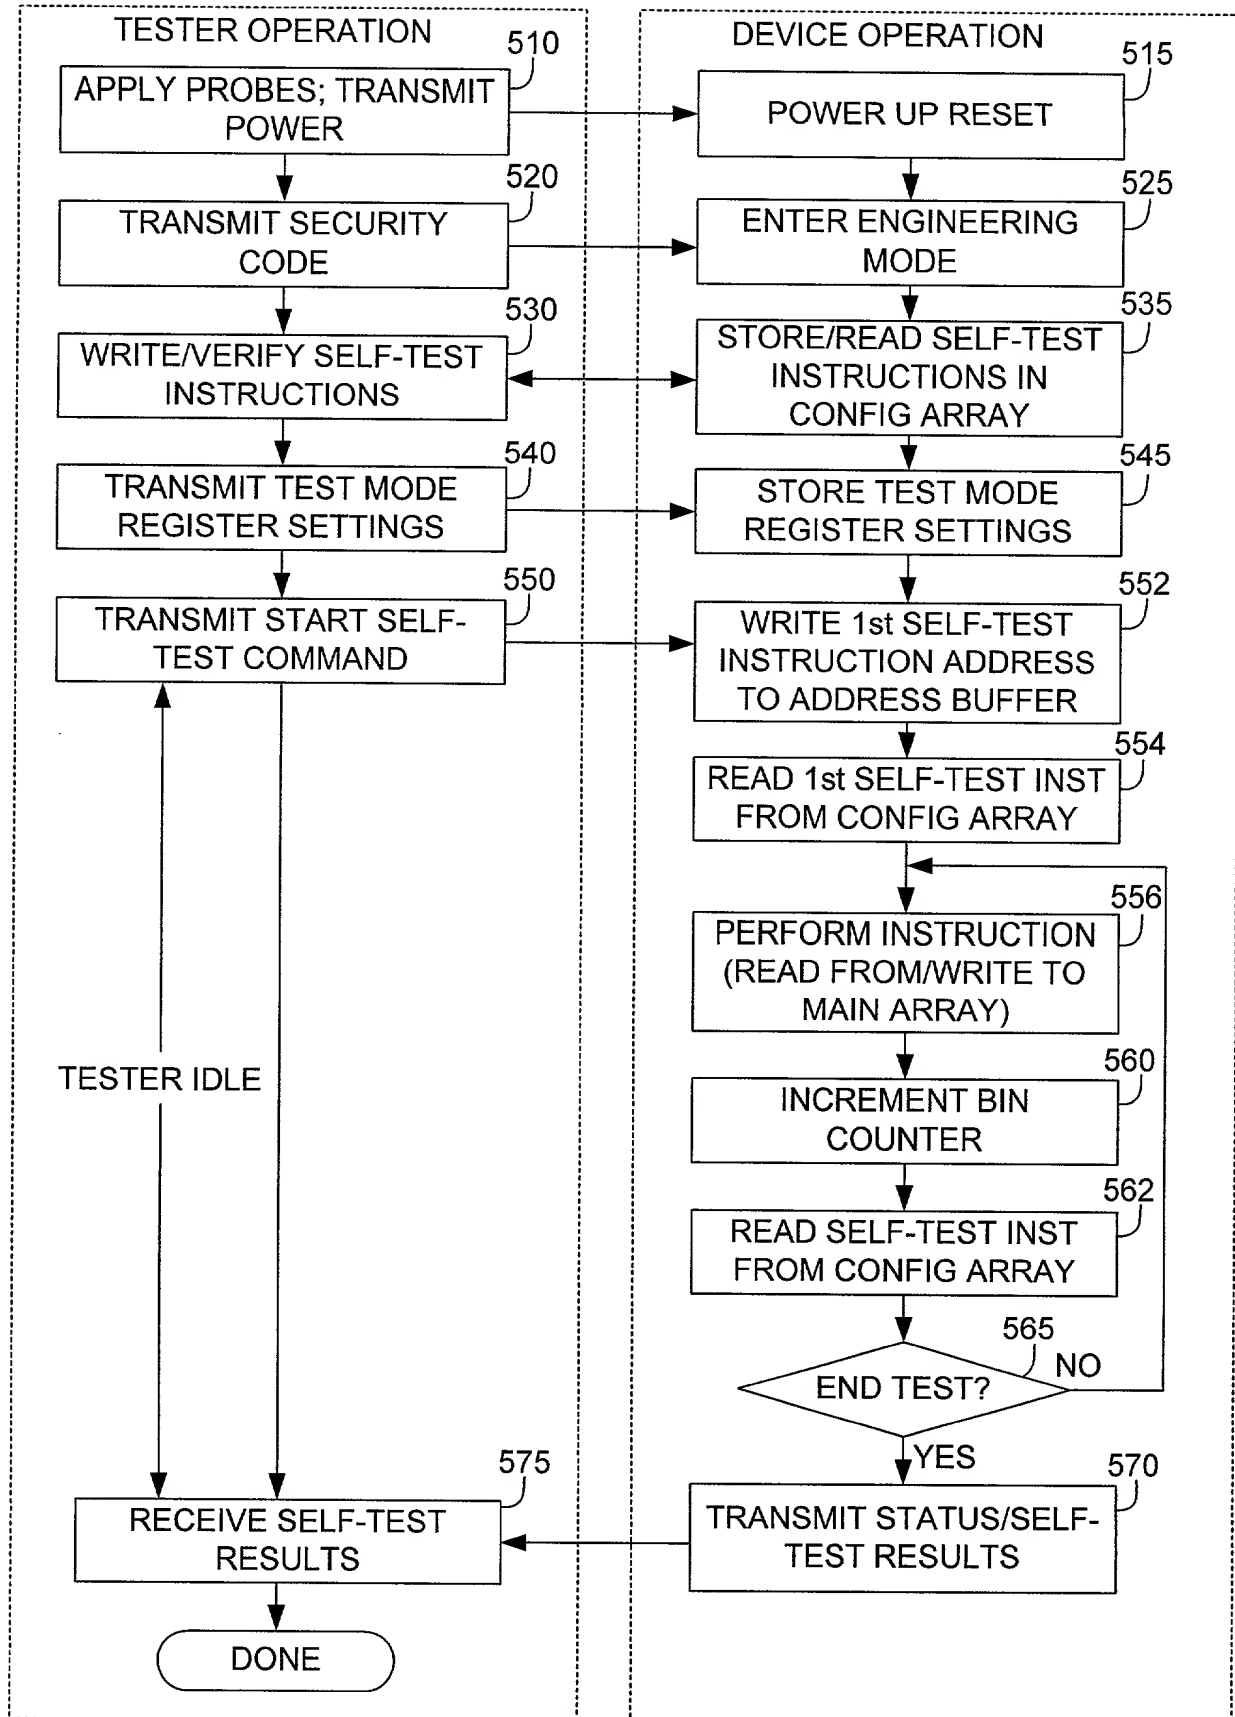 TESTER OPERATION
510
APPLY PROBES; TRANSMIT
POWER
520
TRANSMIT SECURITY
CODE
530
WRITE/VERIFY SELF-TEST
INSTRUCTIONS
540
TRANSMIT TEST MODE
REGISTER SETTINGS
550
TRANSMIT START SELF-
TEST COMMAND
TESTER IDLE
575
RECEIVE SELF-TEST
RESULTS
DONE
DEVICE OPERATION
515
POWER UP RESET
525
ENTER ENGINEERING
MODE
535
STORE/READ SELF-TEST
INSTRUCTIONS IN
CONFIG ARRAY
545
STORE TEST MODE
REGISTER SETTINGS
552
WRITE 1st SELF-TEST
INSTRUCTION ADDRESS
TO ADDRESS BUFFER
554
READ 1st SELF-TEST INST
FROM CONFIG ARRAY
556
PERFORM INSTRUCTION
(READ FROM/WRITE TO
MAIN ARRAY)
560
INCREMENT BIN
COUNTER
562
READ SELF-TEST INST
FROM CONFIG ARRAY
565
END TEST?
NO
YES
570
TRANSMIT STATUS/SELF-
TEST RESULTS